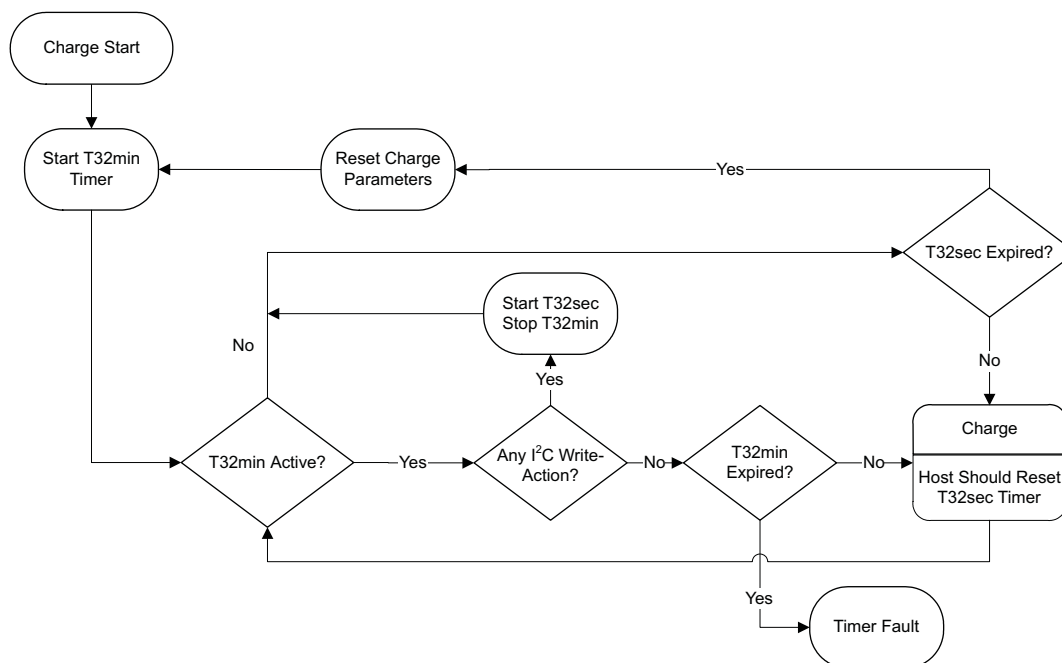 Charge Start
Start T32min
Timer
Reset Charge
Parameters
Yes
T32sec Expired?
Start T32sec
Stop T32min
No
No
Yes
T32min Active?
Yes
Any I²C Write-
Action?
No
T32min
Expired?
No
Charge
Host Should Reset
T32sec Timer
Yes
Timer Fault